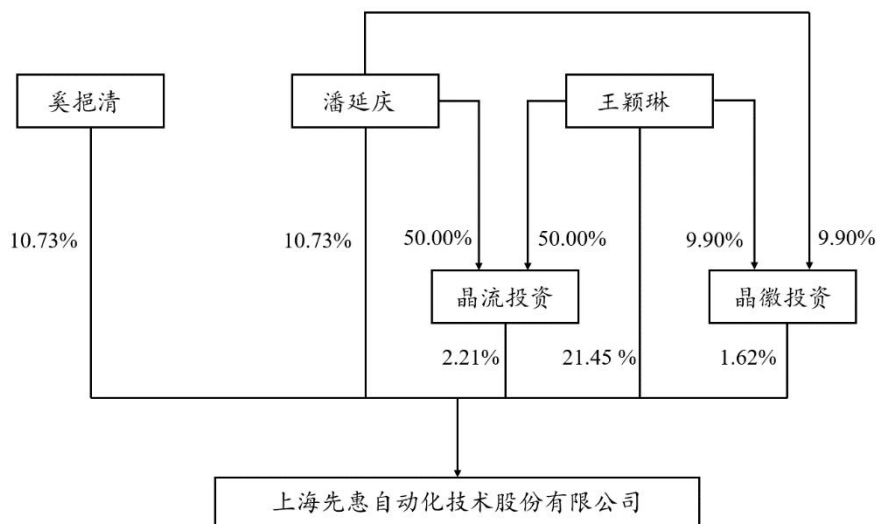 奚挹清
潘延庆
王颖琳
10.73%
10.73%
50.00%
50.00%
9.90%
9.90%
晶流投资
晶徽投资
2.21%
21.45 %
1.62%
上海先惠自动化技术股份有限公司